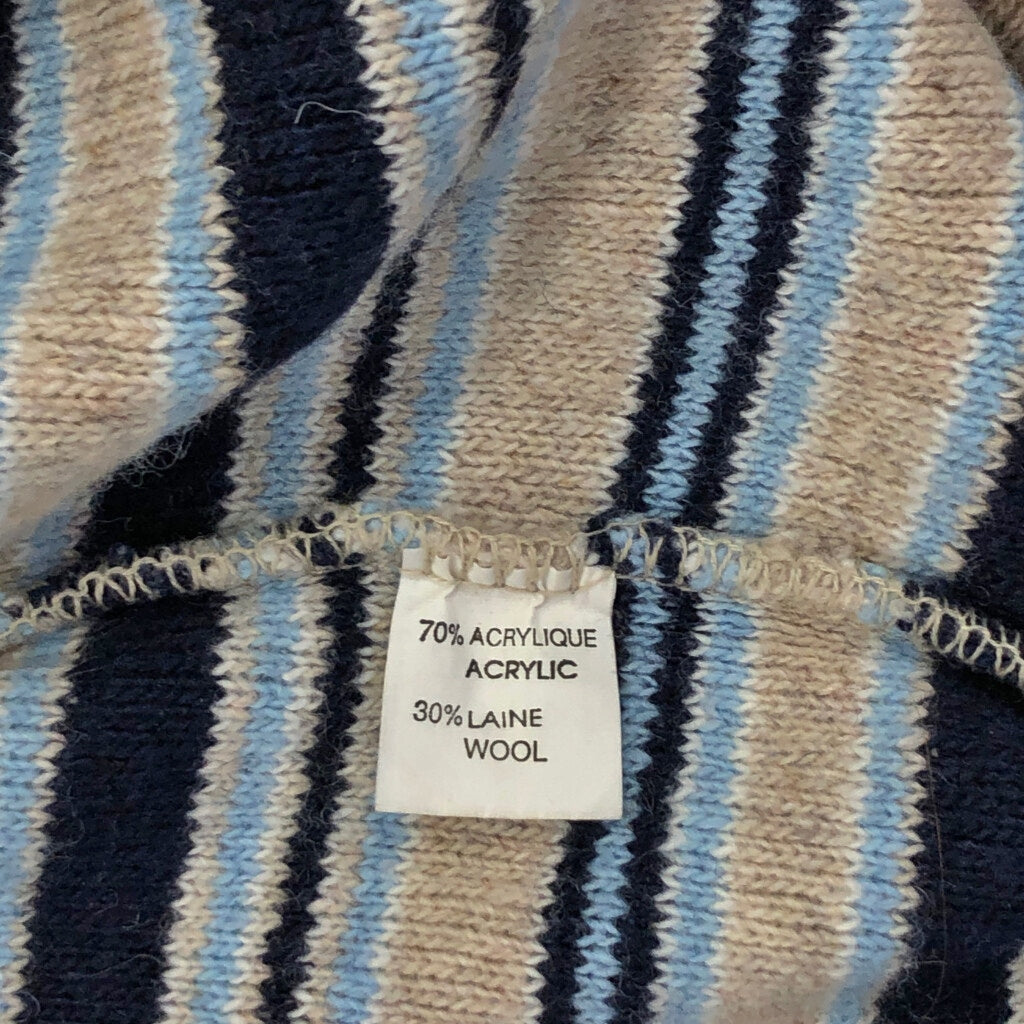 70% ACRYLIQUE
ACRYLIC
30% LAINE
WOOL